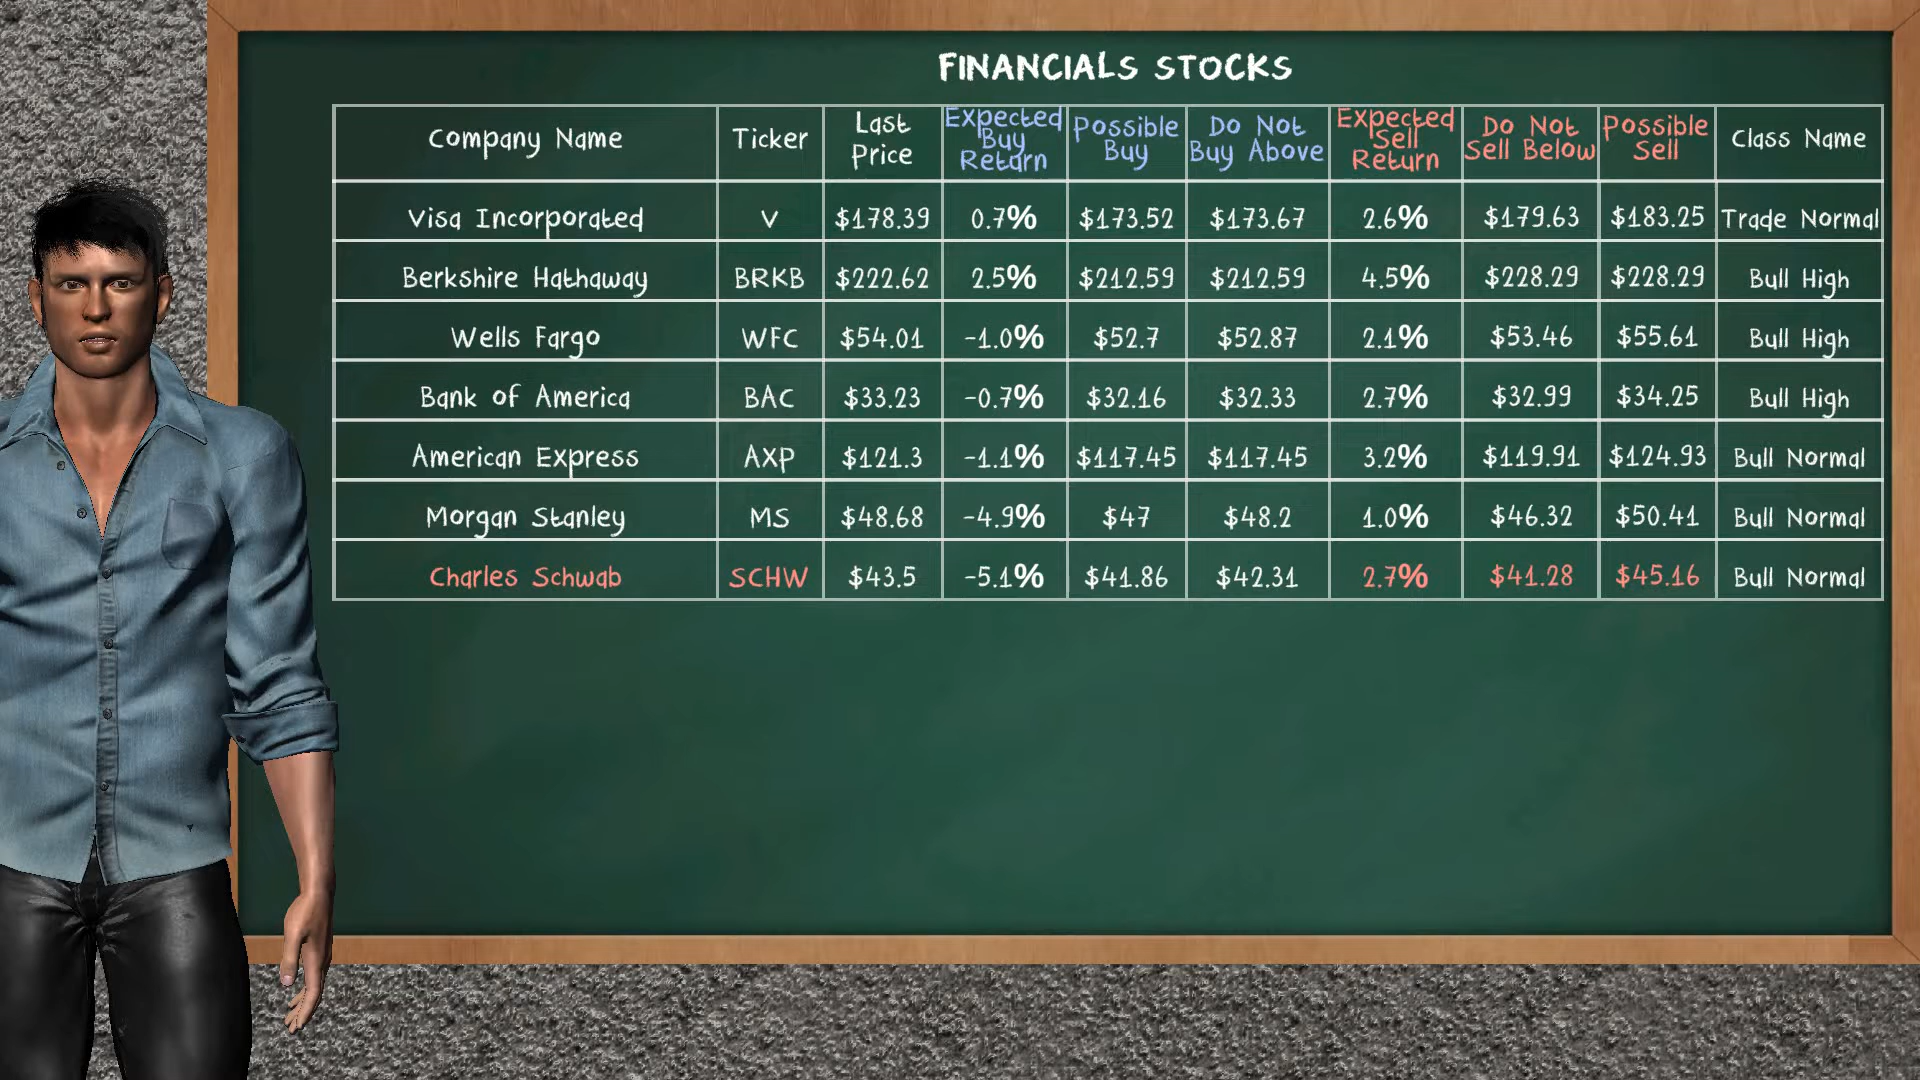 FINANCIALS STOCKS
Company Name Ticker Last Price Expected Buy Return Possible Buy Do Not Buy Above Expected Sell Return Do Not Sell Below Possible Sell Class Name
Visa Incorporated V $178.39 0.7% $173.52 $173.67 2.6% $179.63 $183.25 Trade Normal
Berkshire Hathaway BRKB $222.62 2.5% $212.59 $212.59 4.5% $228.29 $228.29 Bull High
Wells Fargo WFC $54.01 -1.0% $52.7 $52.87 2.1% $53.46 $55.61 Bull High
Bank of America BAC $33.23 -0.7% $32.16 $32.33 2.7% $32.99 $34.25 Bull High
American Express AXP $121.3 -1.1% $117.45 $117.45 3.2% $119.91 $124.93 Bull Normal
Morgan Stanley MS $48.68 -4.9% $47 $48.2 1.0% $46.32 $50.41 Bull Normal
Charles Schwab SCHW $43.5 -5.1% $41.86 $42.31 2.7% $41.28 $45.16 Bull Normal